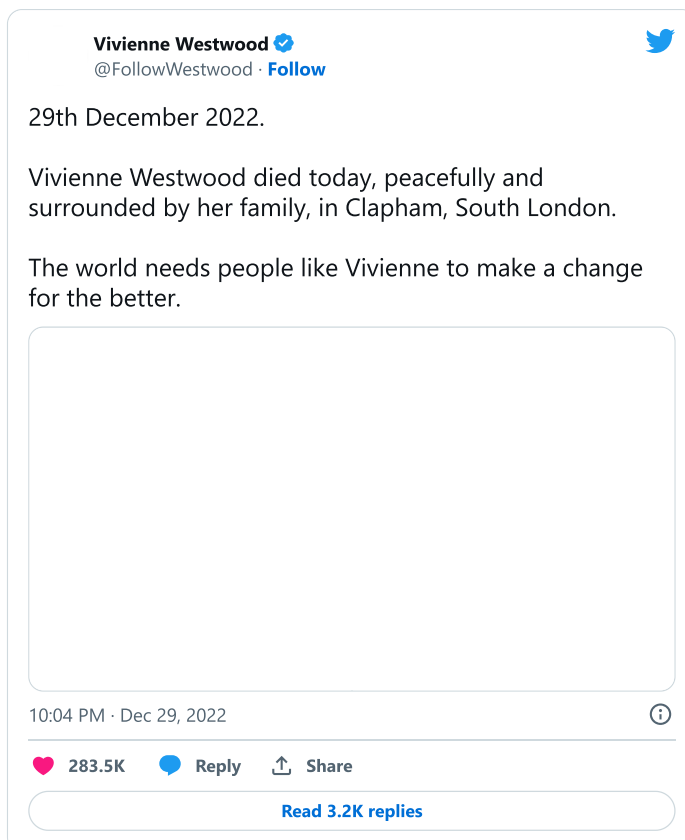 Vivienne Westwood
@FollowWestwood · Follow
29th December 2022.
Vivienne Westwood died today, peacefully and
surrounded by her family, in Clapham, South London.
The world needs people like Vivienne to make a change
for the better.
10:04 PM · Dec 29, 2022
283.5K Reply Share
Read 3.2K replies